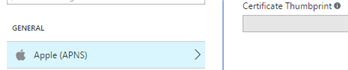 Certificate Thumbprint
GENERAL
Apple (APNS)